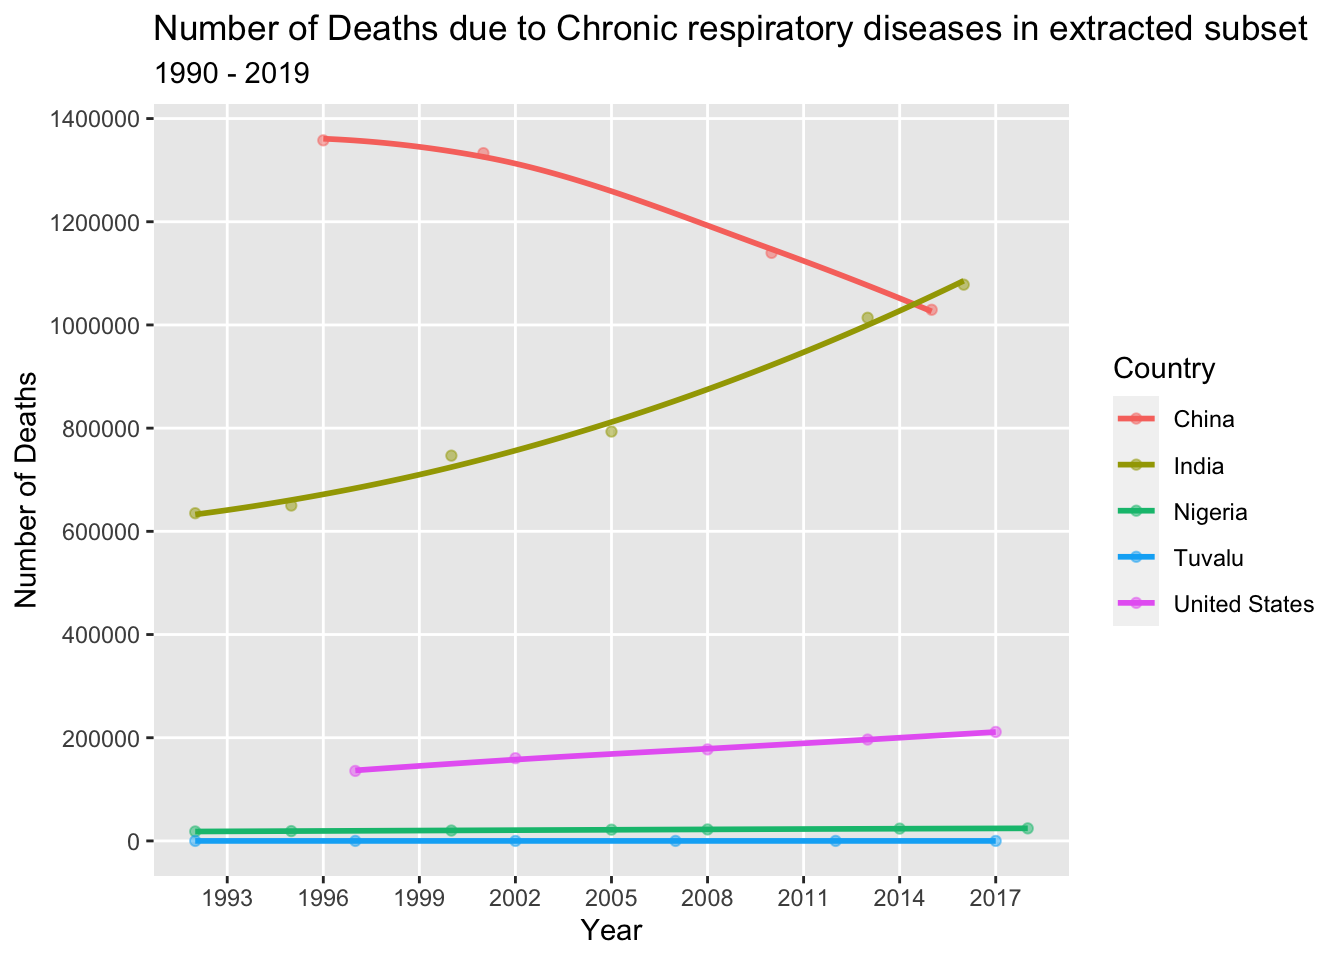 Number of Deaths due to Chronic respiratory diseases in extracted subset
1990 - 2019
1400000
1200000
1000000
800000
600000
400000
200000
0
Number of Deaths
1993 1996 1999 2002 2005 2008 2011 2014 2017
Year
Country
China
India
Nigeria
Tuvalu
United States